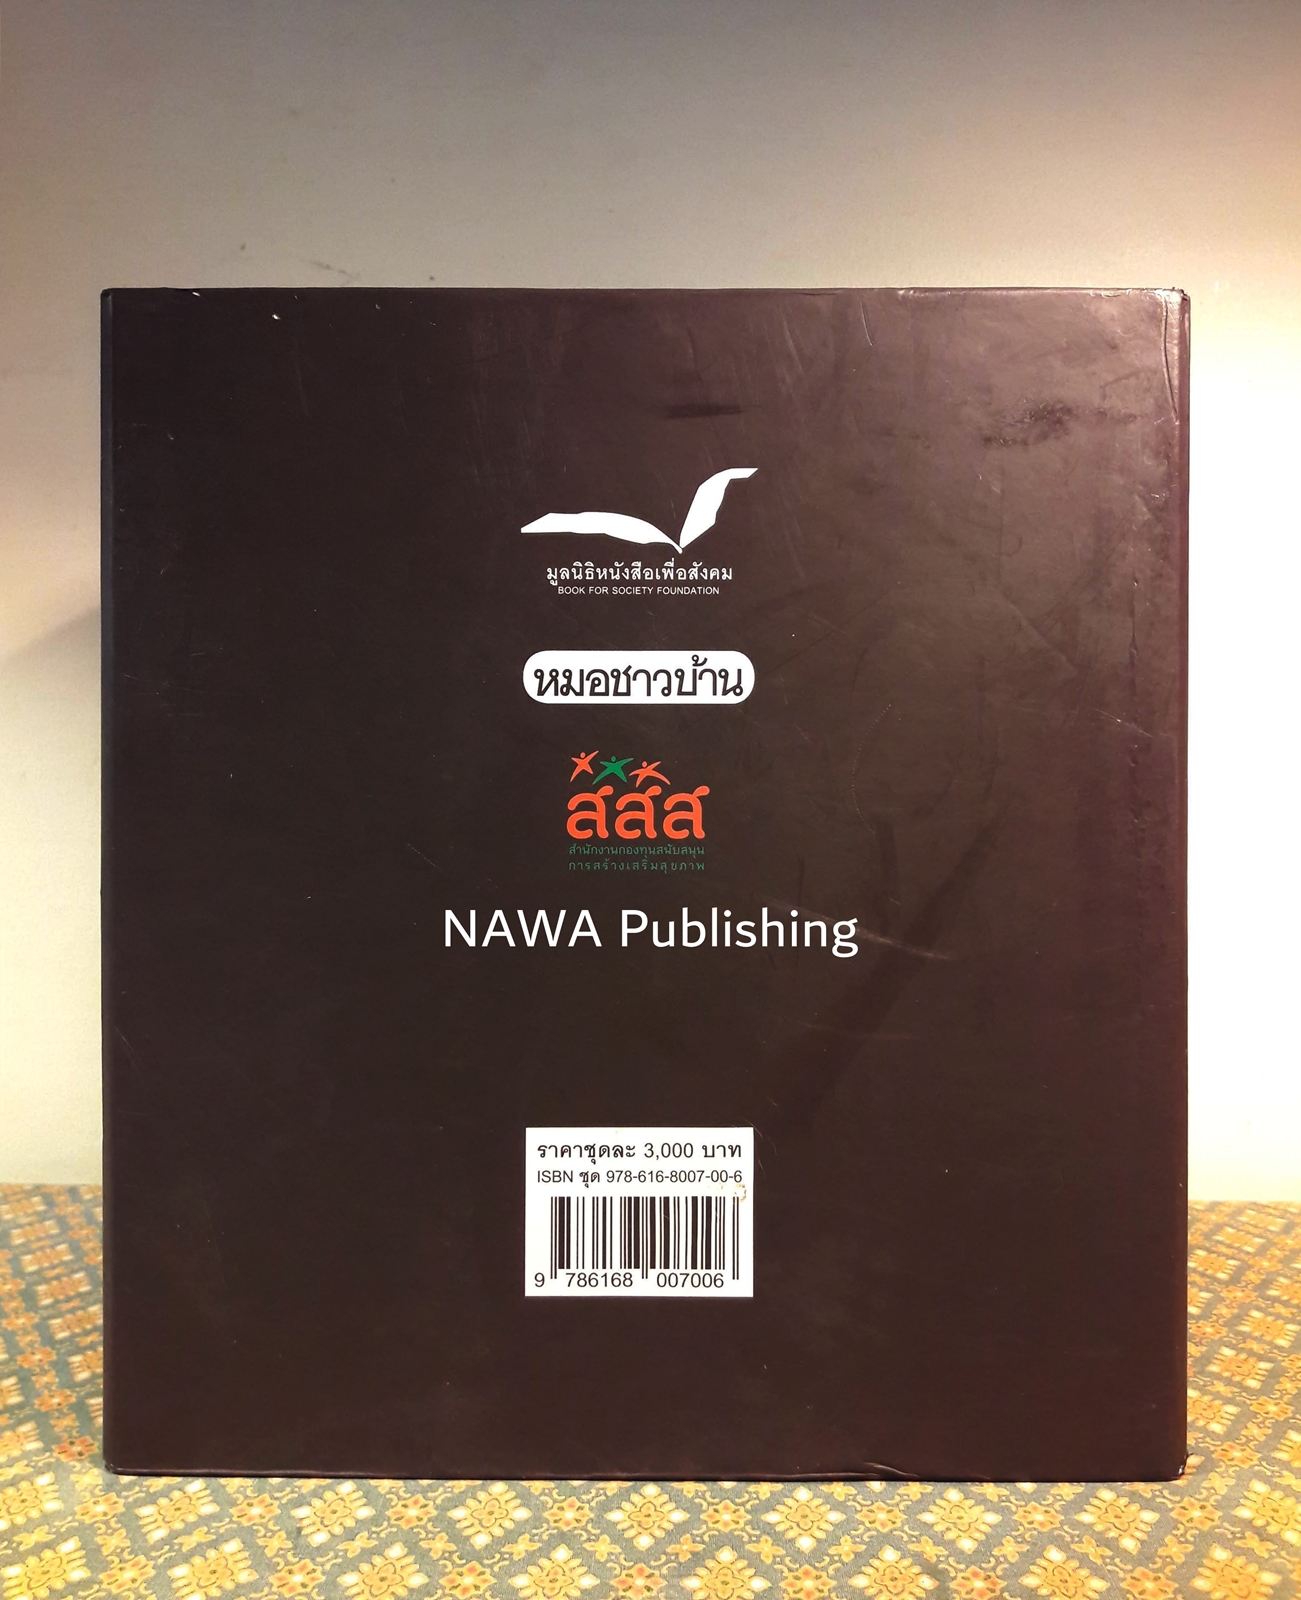 มูลนิธิหนังสือเพื่อสังคม
BOOK FOR SOCIETY FOUNDATION
หมอชาวบ้าน
สสส
สำนักงานกองทุนสนับสนุน
การสร้างเสริมสุขภาพ
NAWA Publishing
ราคาชุดละ 3,000 บาท
ISBN ชุด 978-616-8007-00-6
9 786168 007006